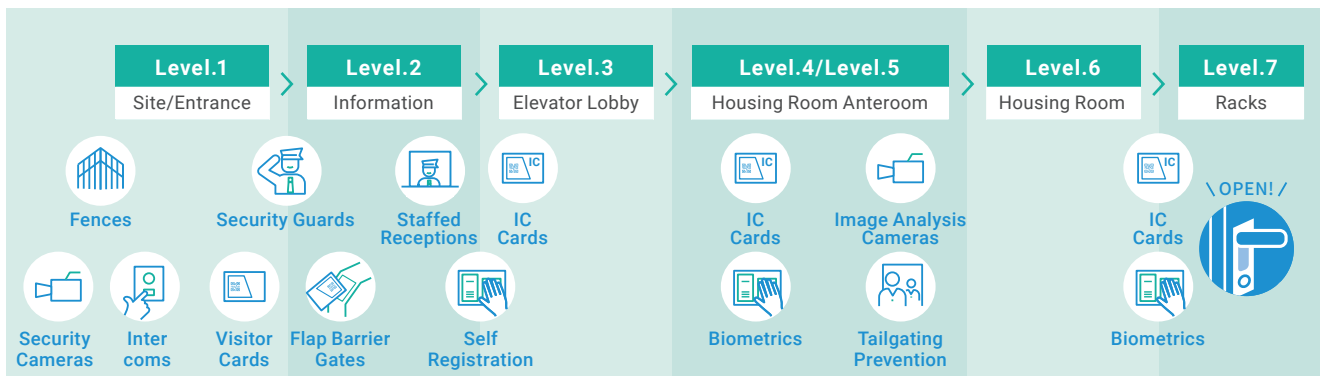 Level.1
Level.2
Level.3
Level.4/Level.5
Level.6
Level.7
Site/Entrance
Information
Elevator Lobby
Housing Room Anteroom
Housing Room
Racks
Fences
Security Guards
Staffed
Receptions
IC
IC
Cards
IC
IC
Cards
Image Analysis
Cameras
IC
IC
Cards
\ OPEN! /
Security
Cameras
Inter
coms
Visitor
Cards
Flap Barrier
Gates
Self
Registration
Biometrics
Tailgating
Prevention
Biometrics